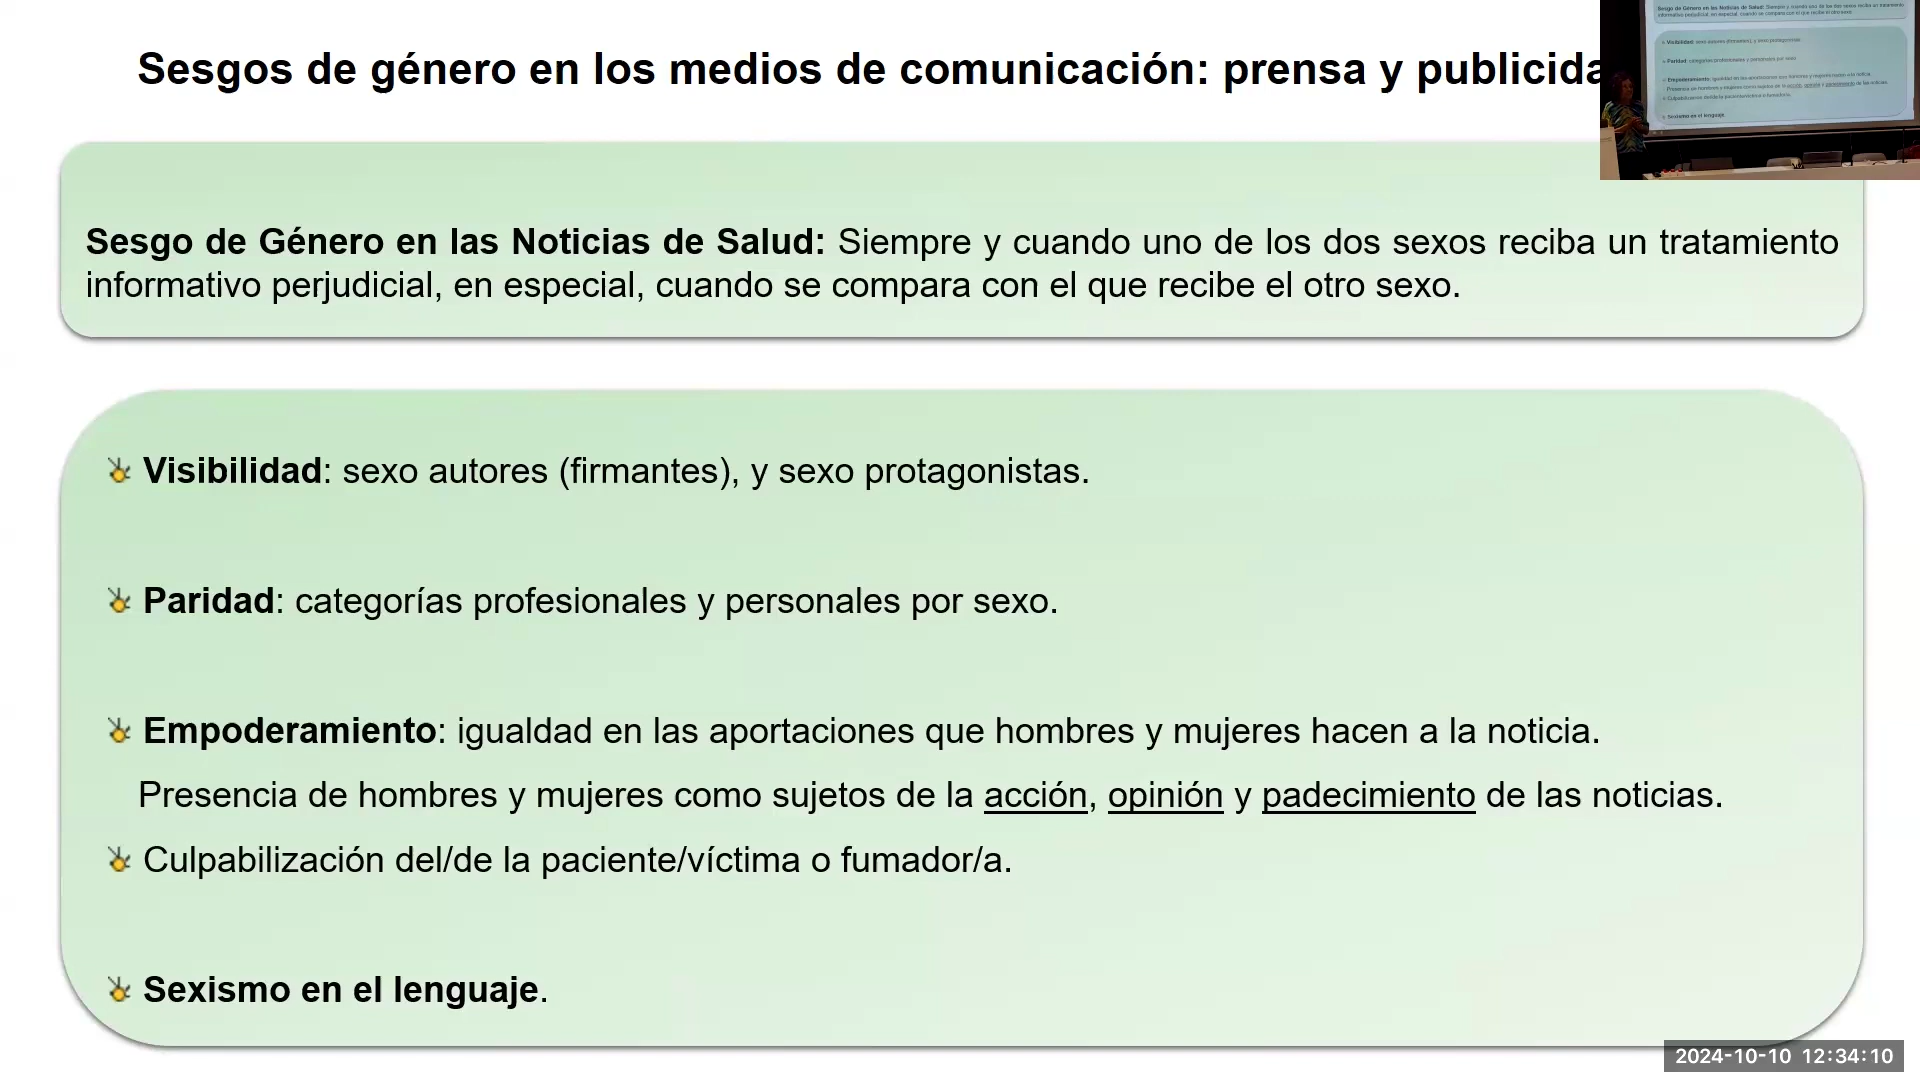 Sesgos de género en los medios de comunicación: prensa y publicida
Sesgo de Género en las Noticias de Salud: Siempre y cuando uno de los dos sexos reciba un tratamiento
informativo perjudicial, en especial, cuando se compara con el que recibe el otro sexo.
Visibilidad: sexo autores (firmantes), y sexo protagonistas.
Paridad: categorías profesionales y personales por sexo.
Empoderamiento: igualdad en las aportaciones que hombres y mujeres hacen a la noticia.
Presencia de hombres y mujeres como sujetos de la acción, opinión y padecimiento de las noticias.
Culpabilización del/de la paciente/víctima o fumador/a.
Sexismo en el lenguaje.
2024-10-10 12:34:10